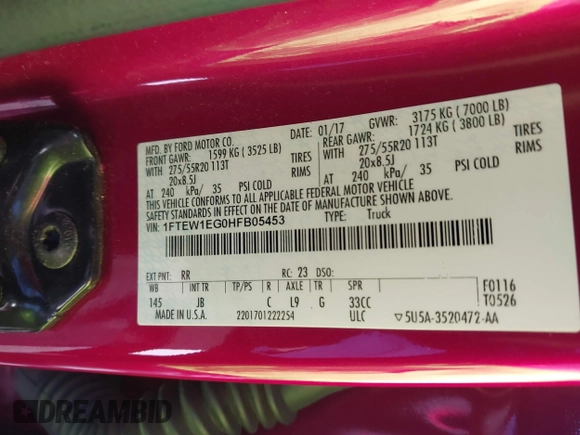 MFD. BY FORD MOTOR CO.
DATE: 01/17 GVWR: 3175 KG ( 7000 LB)
FRONT GAWR: 1599 KG ( 3525 LB)
REAR GAWR: 1724 KG ( 3800 LB)
WITH 275/55R20 113T TIRES
WITH 275/55R20 113T TIRES
20x8.5J RIMS
20x8.5J RIMS
AT 240 kPa/ 35 PSI COLD
AT 240 kPa/ 35 PSI COLD
THIS VEHICLE CONFORMS TO ALL APPLICABLE FEDERAL MOTOR VEHICLE
SAFETY STANDARDS IN EFFECT ON THE DATE OF MANUFACTURE SHOWN ABOVE.
VIN: 1FTEW1EG0HFB05453 TYPE: Truck
EXT PNT: RR RC: 23 DSO:
WB INT TR TP/PS R AXLE TR SPR F0116
145 JB C L9 G 33CC T0526
MADE IN U.S.A. 2201701222254 ULC 5U5A-3520472-AA
DREAMBID